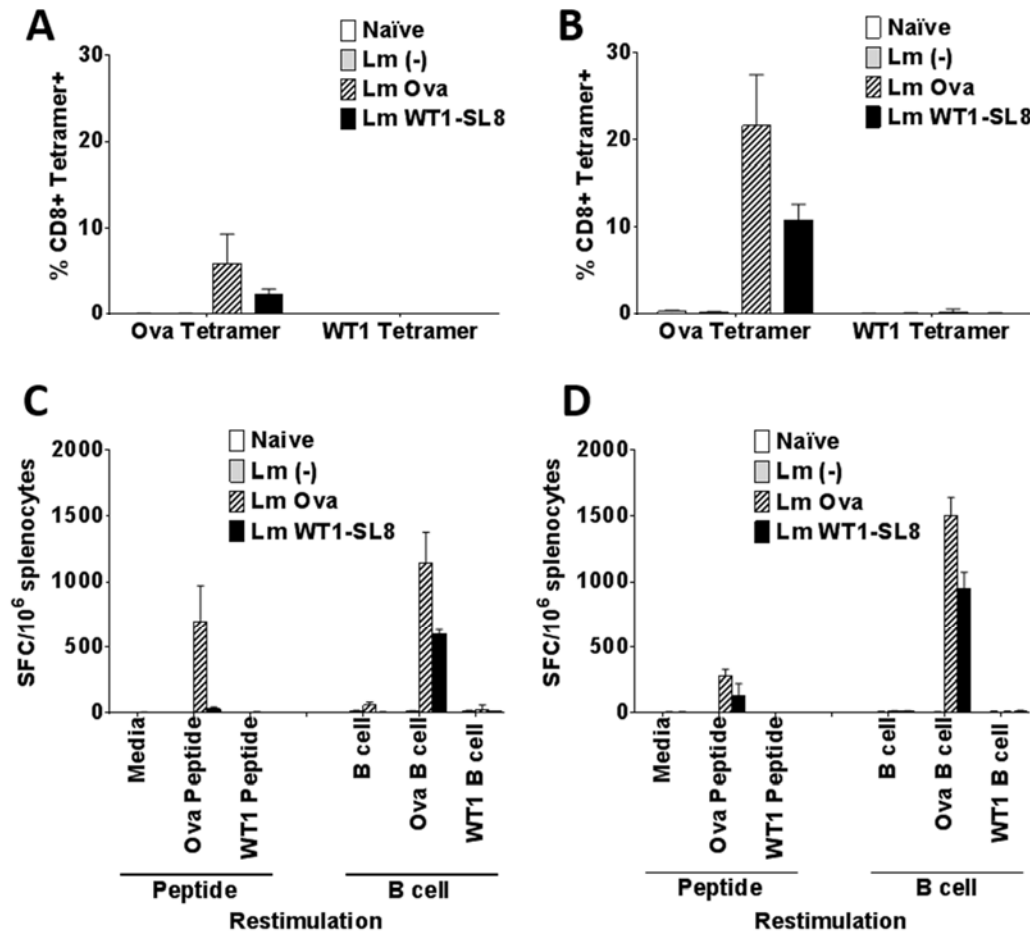 A
Naïve
Lm (-)
Lm Ova
Lm WT1-SL8
% CD8+ Tetramer+
30
20
10
0
Ova Tetramer
WT1 Tetramer
B
Naïve
Lm (-)
Lm Ova
Lm WT1-SL8
% CD8+ Tetramer+
30
20
10
0
Ova Tetramer
WT1 Tetramer
C
Naive
Lm (-)
Lm Ova
Lm WT1-SL8
SFC/10⁶ splenocytes
2000
1500
1000
500
0
Media
Ova Peptide
WT1 Peptide
B cell
Ova B cell
WT1 B cell
Peptide
B cell
Restimulation
D
Naïve
Lm (-)
Lm Ova
Lm WT1-SL8
SFC/10⁶ splenocytes
2000
1500
1000
500
0
Media
Ova Peptide
WT1 Peptide
B cell
Ova B cell
WT1 B cell
Peptide
B cell
Restimulation